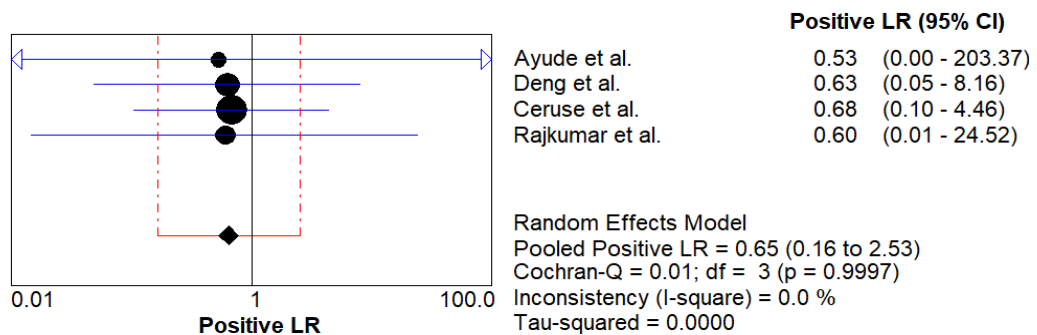 Positive LR (95% CI)
Ayude et al. 0.53 (0.00 - 203.37)
Deng et al. 0.63 (0.05 - 8.16)
Ceruse et al. 0.68 (0.10 - 4.46)
Rajkumar et al. 0.60 (0.01 - 24.52)
Random Effects Model
Pooled Positive LR = 0.65 (0.16 to 2.53)
Cochran-Q = 0.01; df = 3 (p = 0.9997)
Inconsistency (I-square) = 0.0 %
Tau-squared = 0.0000
0.01 1 100.0
Positive LR